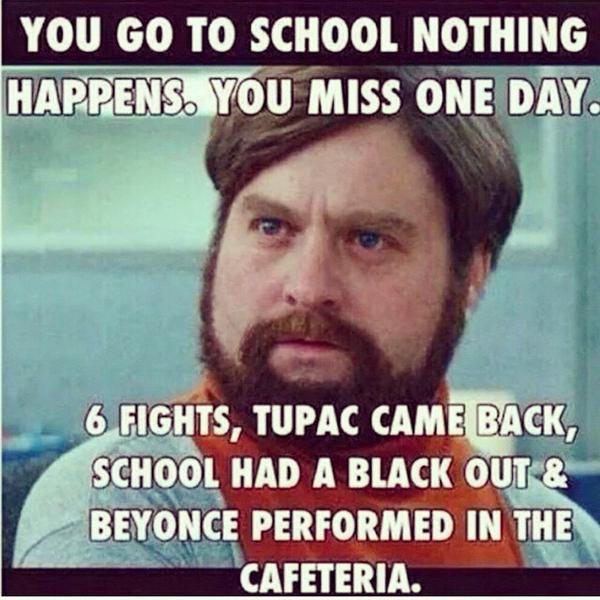 YOU GO TO SCHOOL NOTHING
HAPPENS. YOU MISS ONE DAY.
6 FIGHTS, TUPAC CAME BACK,
SCHOOL HAD A BLACK OUT &
BEYONCE PERFORMED IN THE
CAFETERIA.